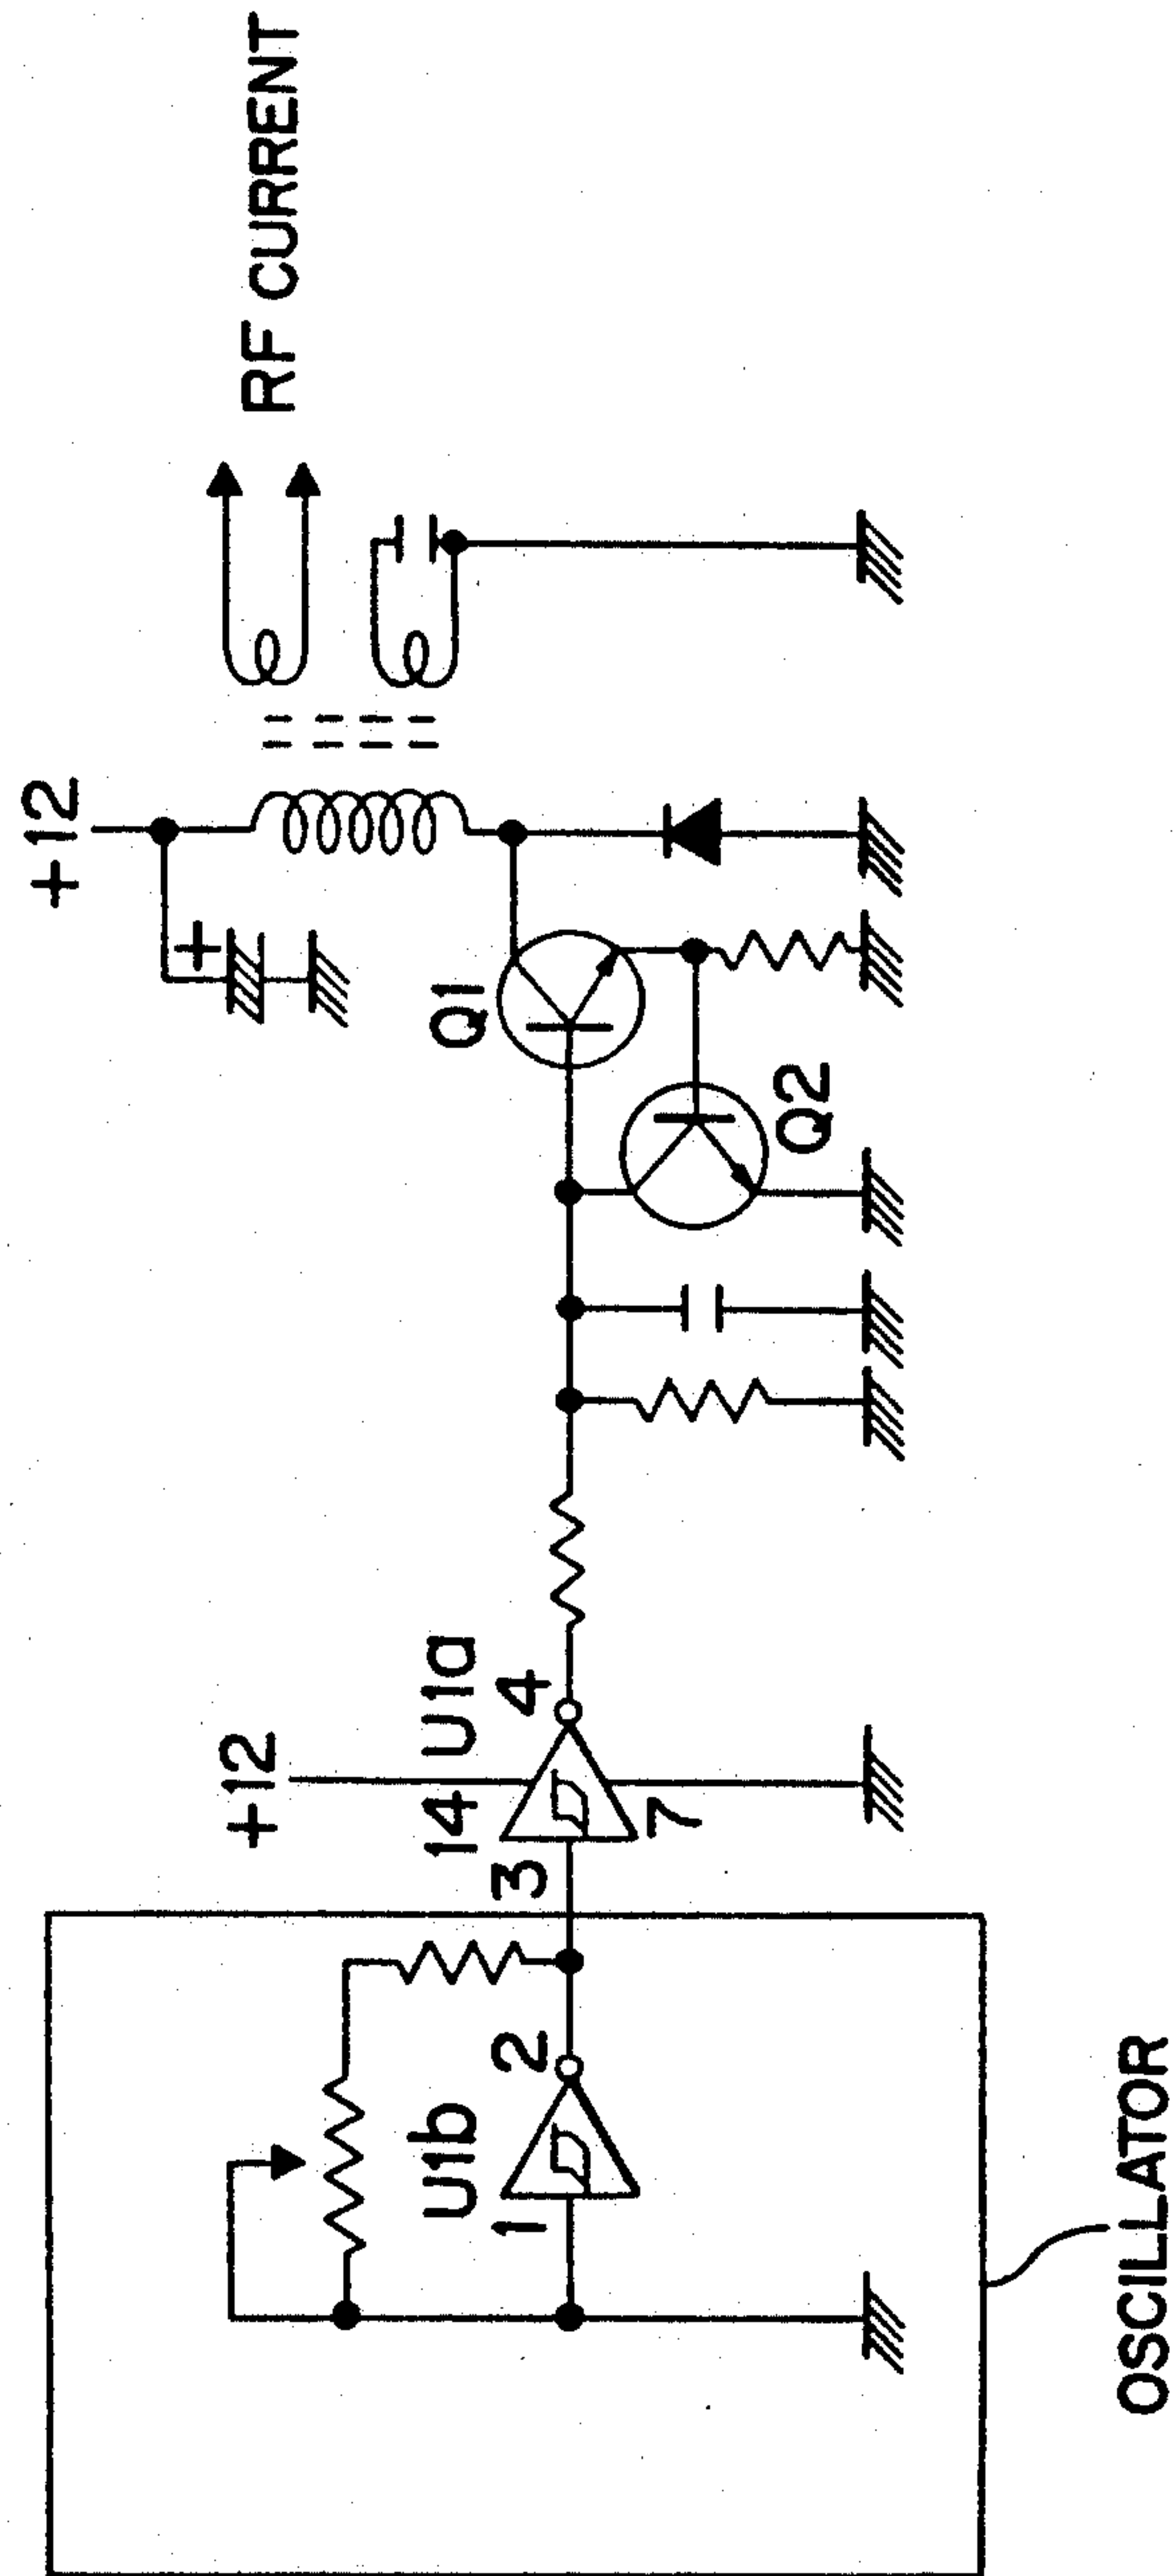 +12
RF CURRENT
Q1
Q2
+12
14
U1a
3
4
7
U1b
1
2
OSCILLATOR